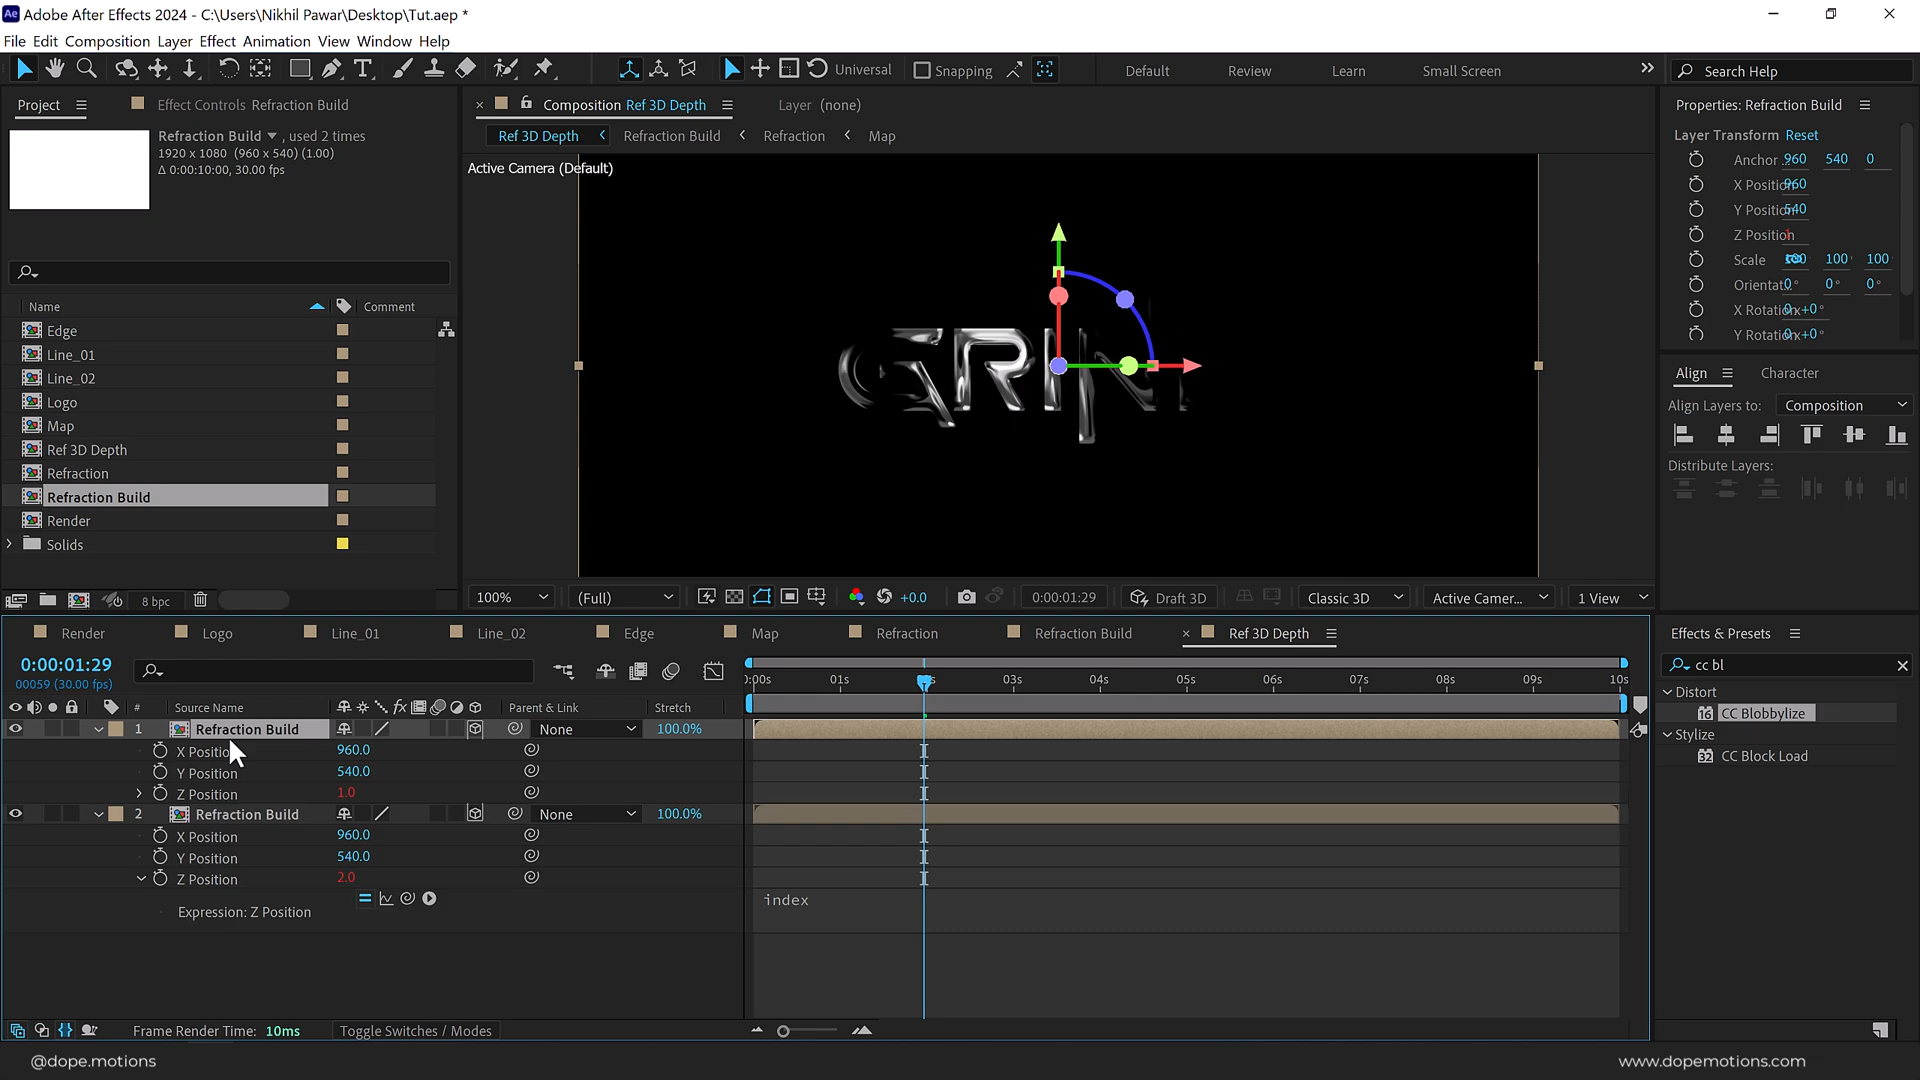 Ae Adobe After Effects 2024 - C:\Users\Nikhil Pawar\Desktop\Tut.aep *
File Edit Composition Layer Effect Animation View Window Help
Universal Snapping Default Review Learn Small Screen Search Help
Project Effect Controls Refraction Build
Refraction Build , used 2 times
1920 x 1080 (960 x 540) (1.00)
Δ 0:00:10:00, 30.00 fps
Name Comment
Edge
Line_01
Line_02
Logo
Map
Ref 3D Depth
Refraction
Refraction Build
Render
Solids
8 bpc
Composition Ref 3D Depth Layer (none)
Ref 3D Depth Refraction Build Refraction Map
Active Camera (Default)
100% (Full) +0.0 0:00:01:29 Draft 3D Classic 3D Active Camer... 1 View
Properties: Refraction Build
Layer Transform Reset
Anchor .. 960 540 0
X Position 960
Y Position 540
Z Position 1
Scale 100 100 100
Orientat.. 0° 0° 0°
X Rotation 0x+0°
Y Rotation 0x+0°
Align Character
Align Layers to: Composition
Distribute Layers:
Render Logo Line_01 Line_02 Edge Map Refraction Refraction Build Ref 3D Depth
0:00:01:29
00059 (30.00 fps)
):00s 01s 03s 04s 05s 06s 07s 08s 09s 10s
# Source Name fx Parent & Link Stretch
1 Refraction Build None 100.0%
X Position 960.0
Y Position 540.0
Z Position 1.0
2 Refraction Build None 100.0%
X Position 960.0
Y Position 540.0
Z Position 2.0
Expression: Z Position index
Frame Render Time: 10ms Toggle Switches / Modes
Effects & Presets
cc bl
Distort
16 CC Blobbylize
Stylize
32 CC Block Load
@dope.motions www.dopemotions.com